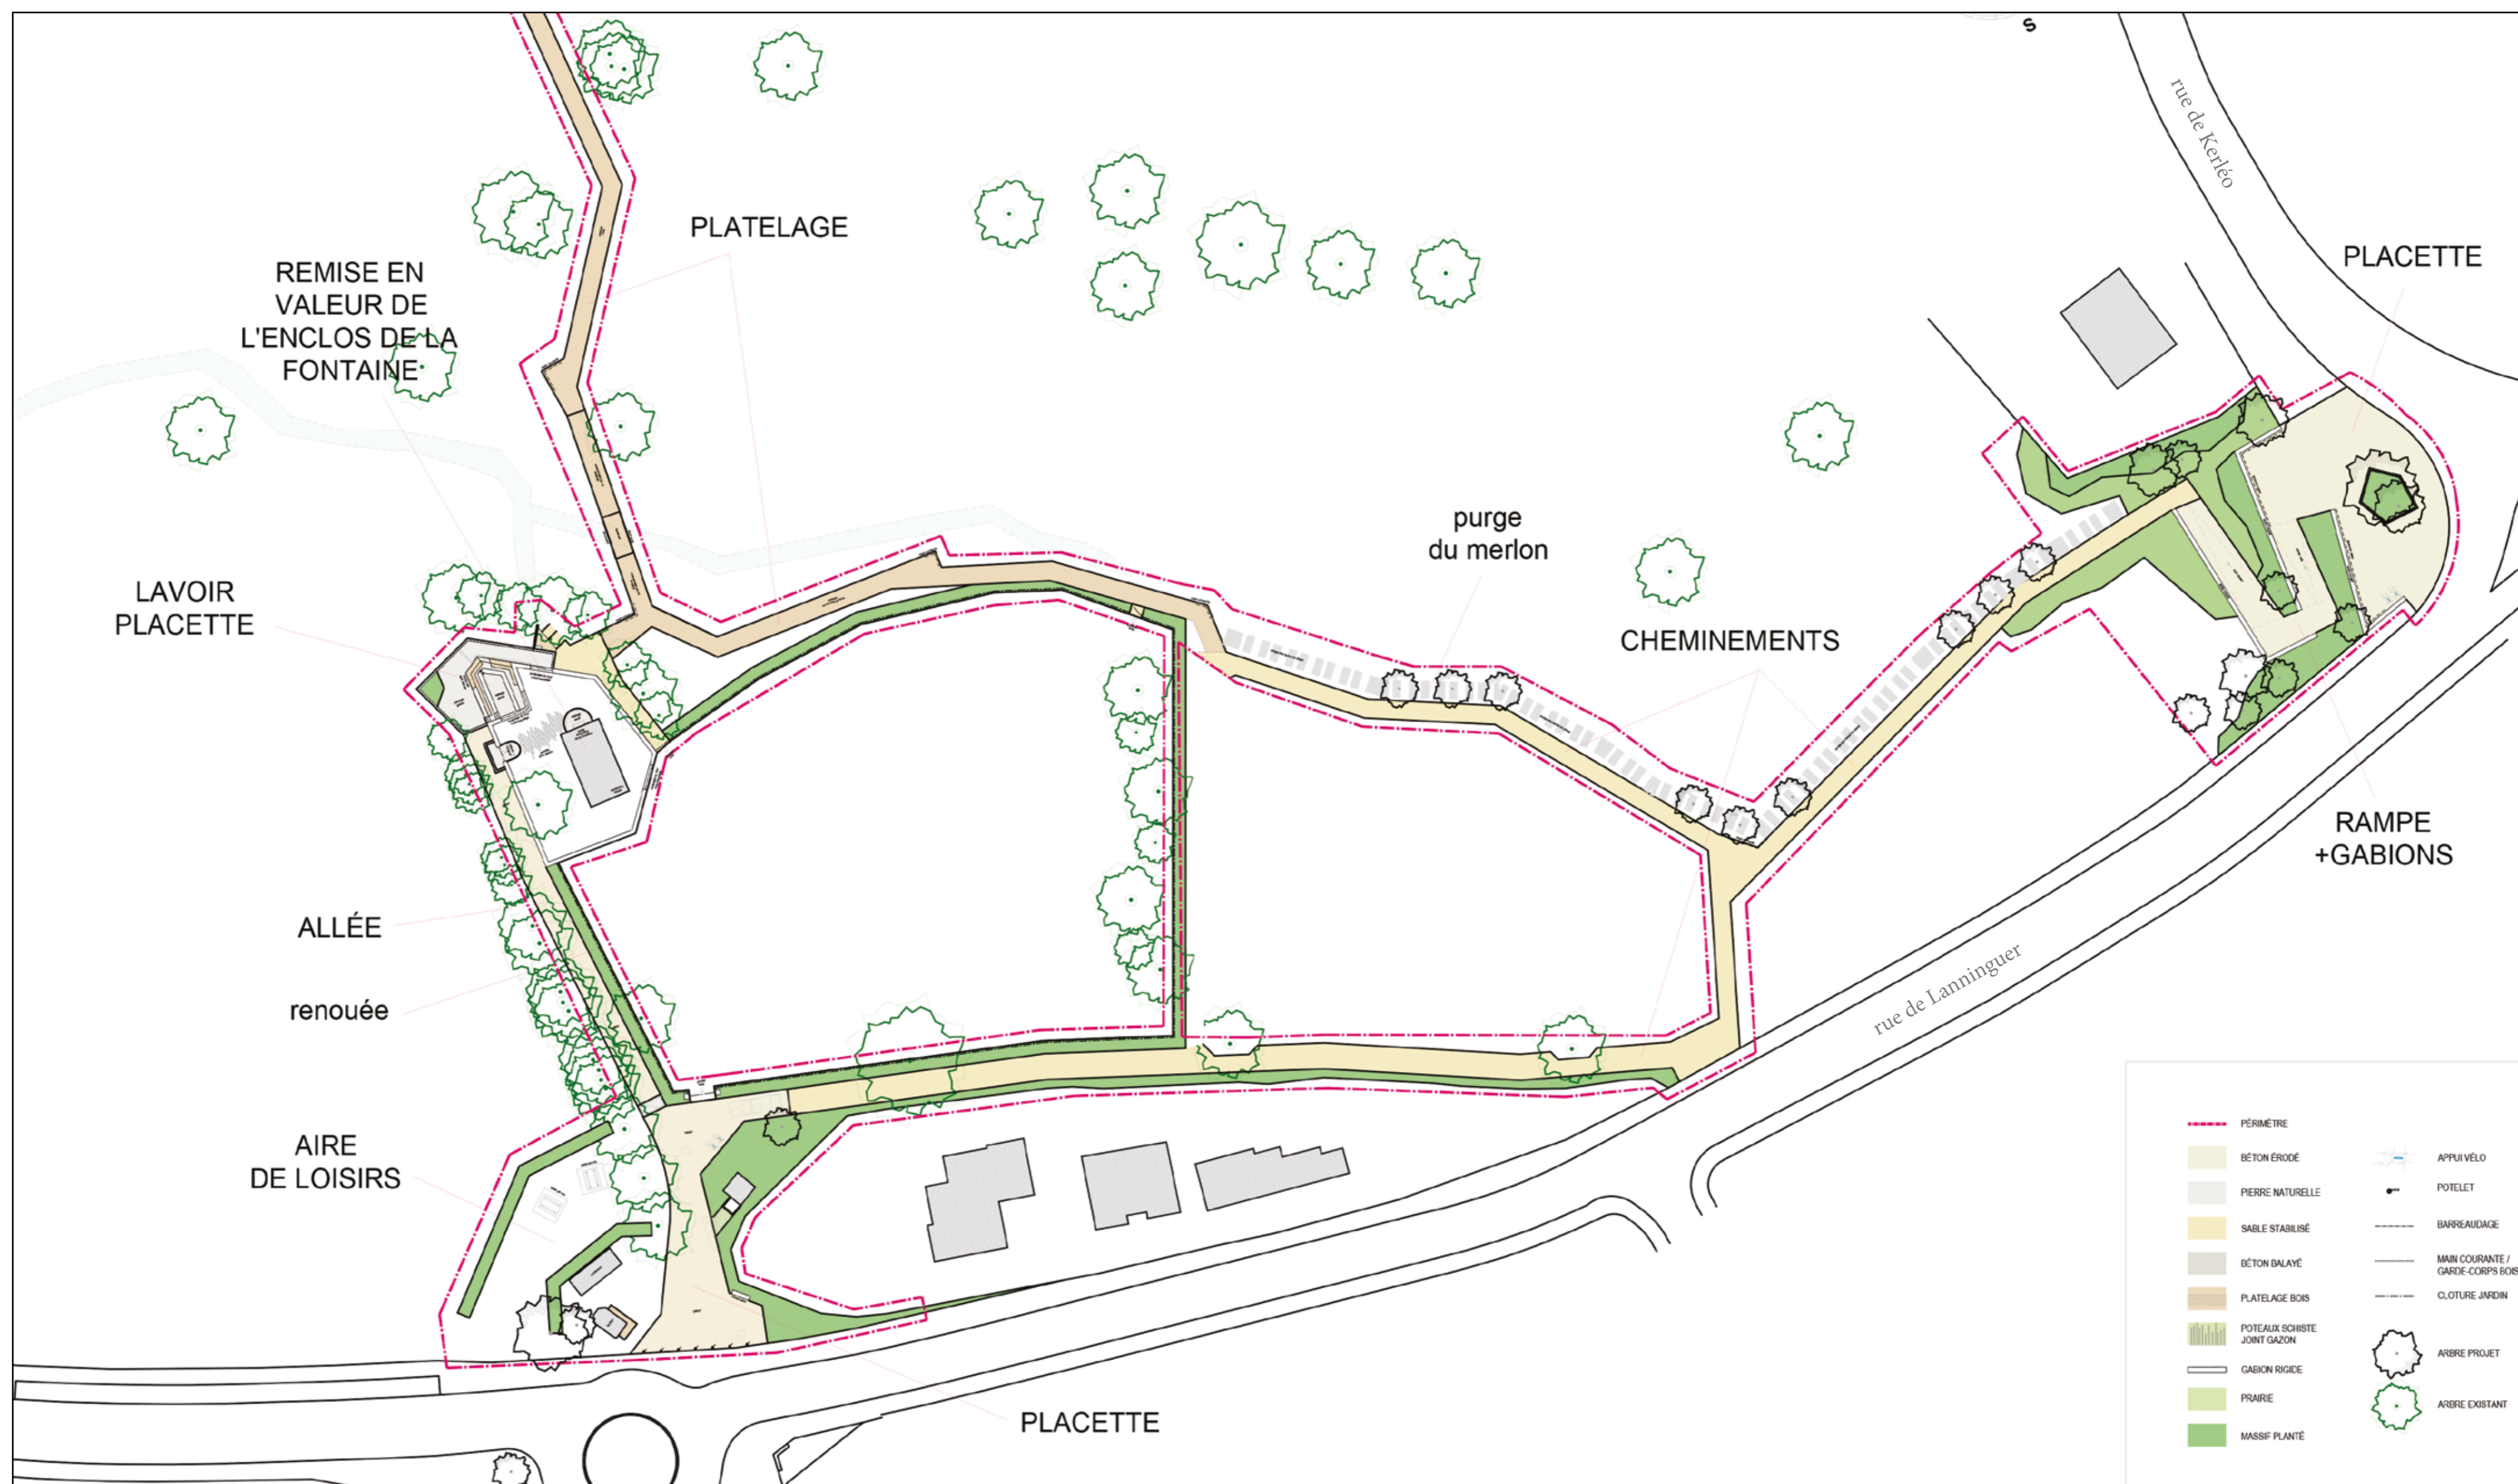 S
rue de Kerléo
PLATELAGE
PLACETTE
REMISE EN
VALEUR DE
L'ENCLOS DE LA
FONTAINE
purge
du merlon
LAVOIR
PLACETTE
CHEMINEMENTS
RAMPE
+GABIONS
ALLÉE
renouée
rue de Lanninguer
AIRE
DE LOISIRS
PLACETTE
PÉRIMÈTRE
BÉTON ÉRODÉ
PIERRE NATURELLE
SABLE STABILISÉ
BÉTON BALAYÉ
PLATELAGE BOIS
POTEAUX SCHISTE
JOINT GAZON
GABION RIGIDE
PRAIRIE
MASSIF PLANTÉ
APPUI VÉLO
POTELET
BARREAUDAGE
MAIN COURANTE /
GARDE-CORPS BOIS
CLOTURE JARDIN
ARBRE PROJET
ARBRE EXISTANT